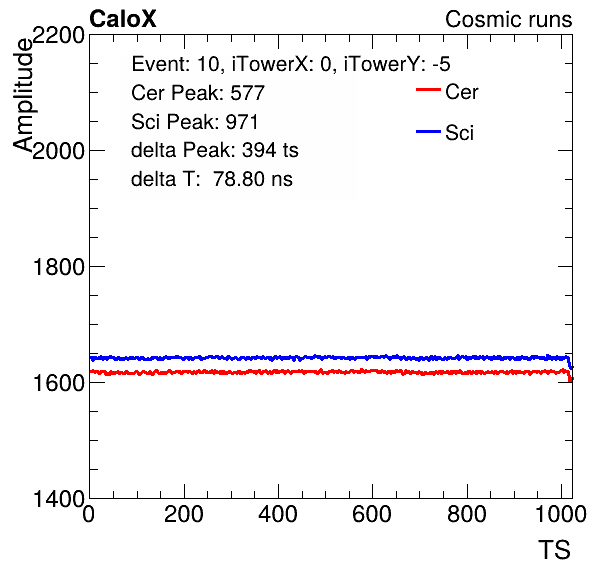 CaloX Cosmic runs
Amplitude
2200
2000
1800
1600
1400
Event: 10, iTowerX: 0, iTowerY: -5
Cer Peak: 577
Sci Peak: 971
delta Peak: 394 ts
delta T: 78.80 ns
Cer
Sci
0 200 400 600 800 1000
TS